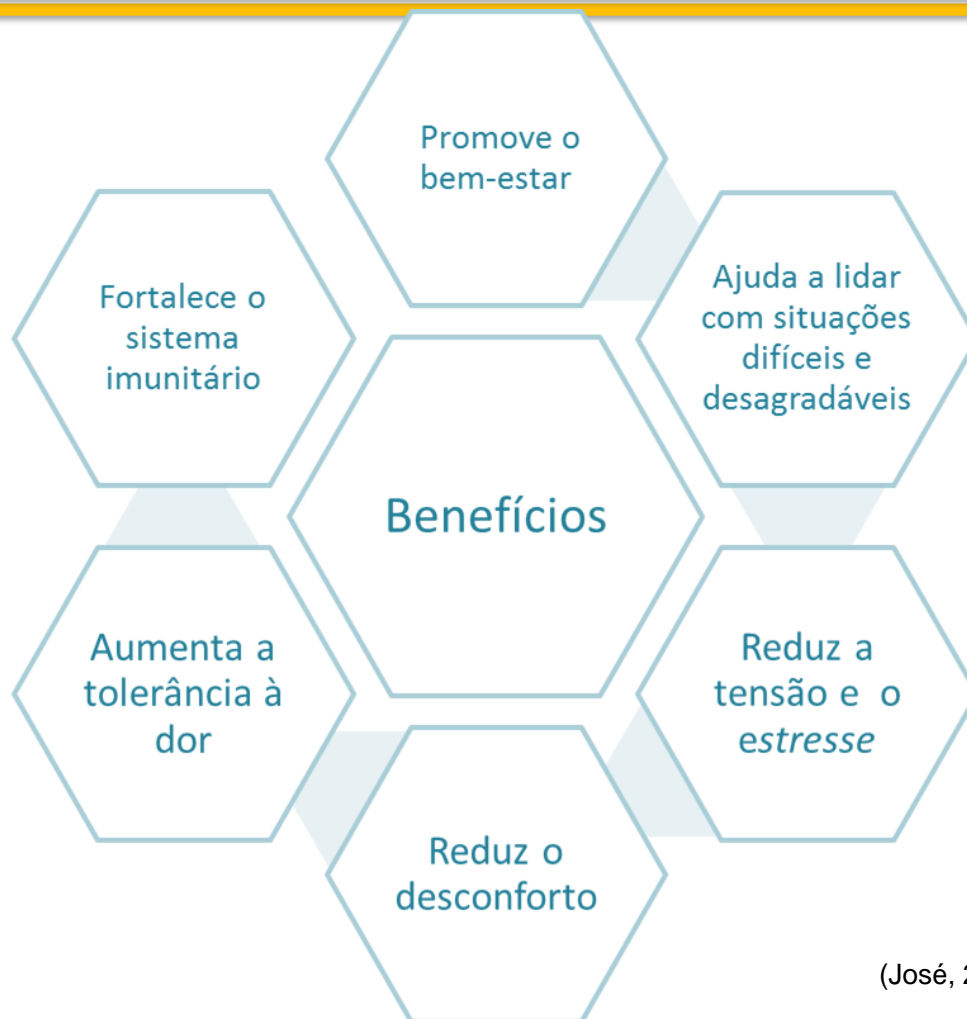 Promove o
bem-estar
Ajuda a lidar
com situações
difíceis e
desagradáveis
Reduz a
tensão e o
estresse
Reduz o
desconforto
Aumenta a
tolerância à
dor
Fortalece o
sistema
imunitário
Benefícios
(José,